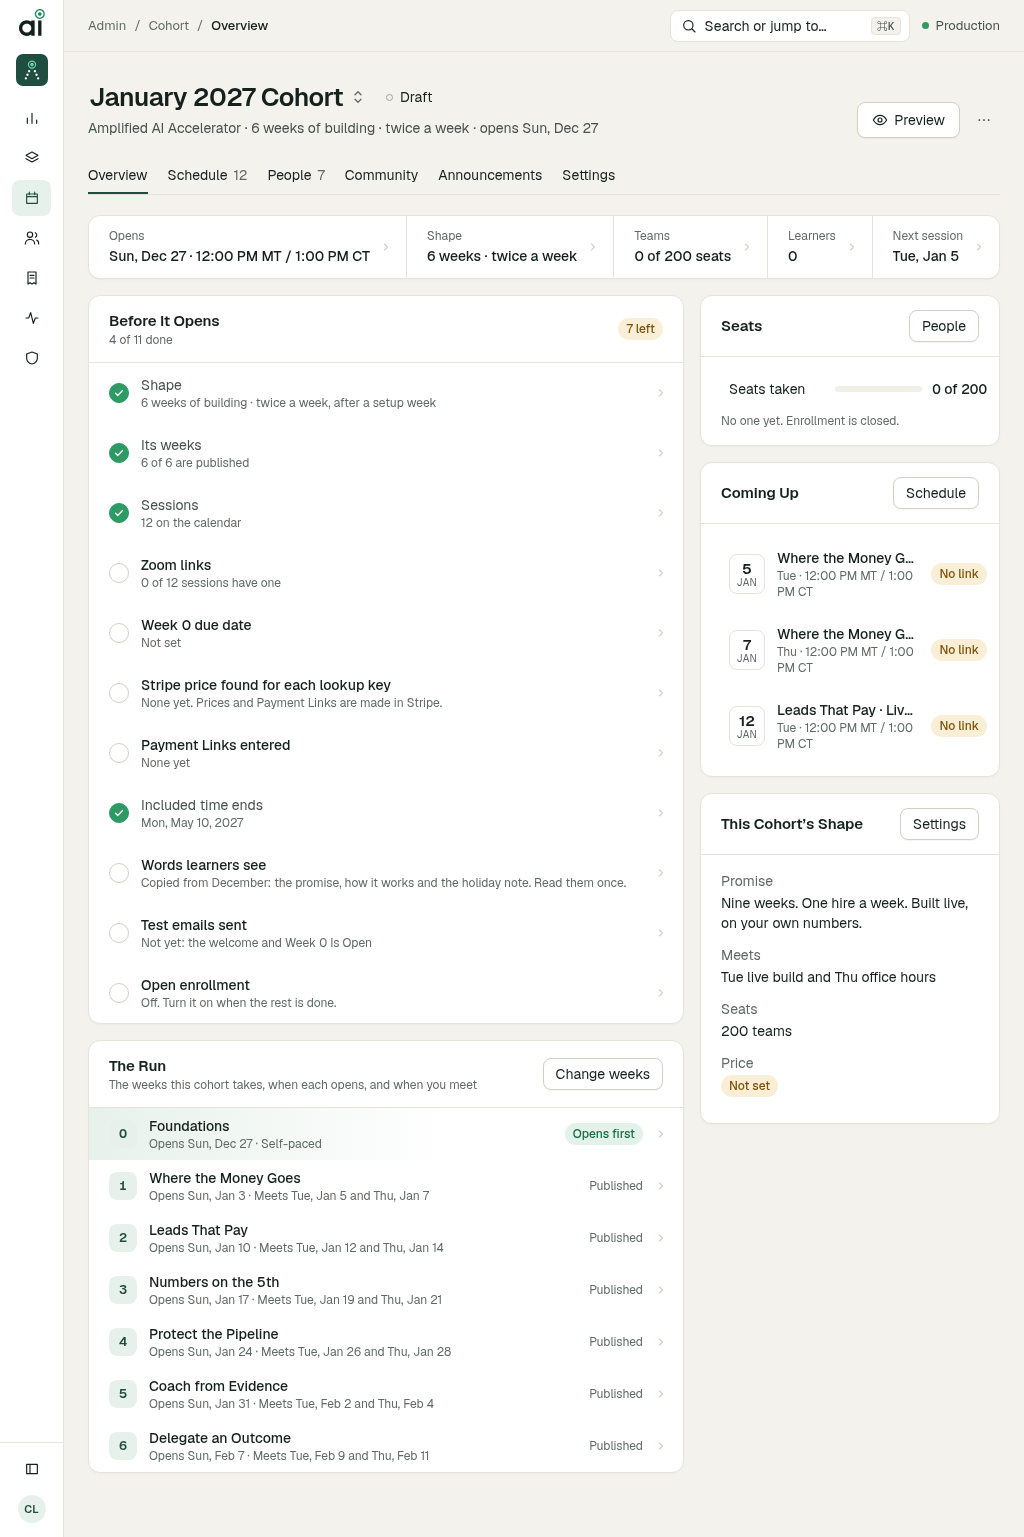 ai
Admin / Cohort / Overview
Search or jump to... ⌘K
Production
January 2027 Cohort
Draft
Amplified AI Accelerator · 6 weeks of building · twice a week · opens Sun, Dec 27
Preview
...
Overview
Schedule 12
People 7
Community
Announcements
Settings
Opens
Sun, Dec 27 · 12:00 PM MT / 1:00 PM CT
Shape
6 weeks · twice a week
Teams
0 of 200 seats
Learners
0
Next session
Tue, Jan 5
Before It Opens
4 of 11 done
7 left
Shape
6 weeks of building · twice a week, after a setup week
Its weeks
6 of 6 are published
Sessions
12 on the calendar
Zoom links
0 of 12 sessions have one
Week 0 due date
Not set
Stripe price found for each lookup key
None yet. Prices and Payment Links are made in Stripe.
Payment Links entered
None yet
Included time ends
Mon, May 10, 2027
Words learners see
Copied from December: the promise, how it works and the holiday note. Read them once.
Test emails sent
Not yet: the welcome and Week 0 Is Open
Open enrollment
Off. Turn it on when the rest is done.
The Run
The weeks this cohort takes, when each opens, and when you meet
Change weeks
0
Foundations
Opens Sun, Dec 27 · Self-paced
Opens first
1
Where the Money Goes
Opens Sun, Jan 3 · Meets Tue, Jan 5 and Thu, Jan 7
Published
2
Leads That Pay
Opens Sun, Jan 10 · Meets Tue, Jan 12 and Thu, Jan 14
Published
3
Numbers on the 5th
Opens Sun, Jan 17 · Meets Tue, Jan 19 and Thu, Jan 21
Published
4
Protect the Pipeline
Opens Sun, Jan 24 · Meets Tue, Jan 26 and Thu, Jan 28
Published
5
Coach from Evidence
Opens Sun, Jan 31 · Meets Tue, Feb 2 and Thu, Feb 4
Published
6
Delegate an Outcome
Opens Sun, Feb 7 · Meets Tue, Feb 9 and Thu, Feb 11
Published
Seats
People
Seats taken
0 of 200
No one yet. Enrollment is closed.
Coming Up
Schedule
5
JAN
Where the Money G...
Tue · 12:00 PM MT / 1:00
PM CT
No link
7
JAN
Where the Money G...
Thu · 12:00 PM MT / 1:00
PM CT
No link
12
JAN
Leads That Pay · Liv...
Tue · 12:00 PM MT / 1:00
PM CT
No link
This Cohort's Shape
Settings
Promise
Nine weeks. One hire a week. Built live,
on your own numbers.
Meets
Tue live build and Thu office hours
Seats
200 teams
Price
Not set
CL